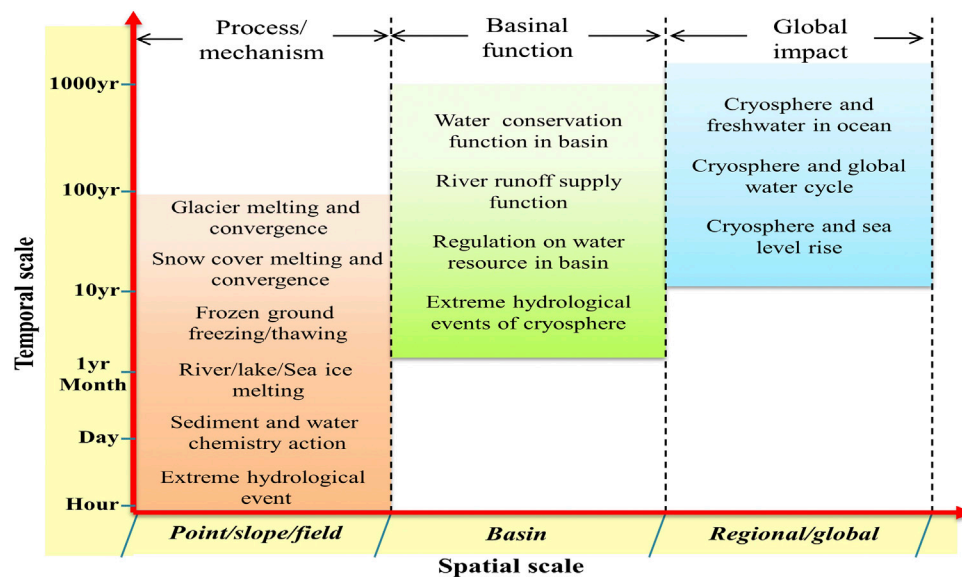 Process/
mechanism
Basinal
function
Global
impact
Temporal scale
1000yr
100yr
10yr
1yr
Month
Day
Hour
Glacier melting and
convergence
Snow cover melting and
convergence
Frozen ground
freezing/thawing
River/lake/Sea ice
melting
Sediment and water
chemistry action
Extreme hydrological
event
Water conservation
function in basin
River runoff supply
function
Regulation on water
resource in basin
Extreme hydrological
events of cryosphere
Cryosphere and
freshwater in ocean
Cryosphere and global
water cycle
Cryosphere and sea
level rise
Point/slope/field
Basin
Regional/global
Spatial scale